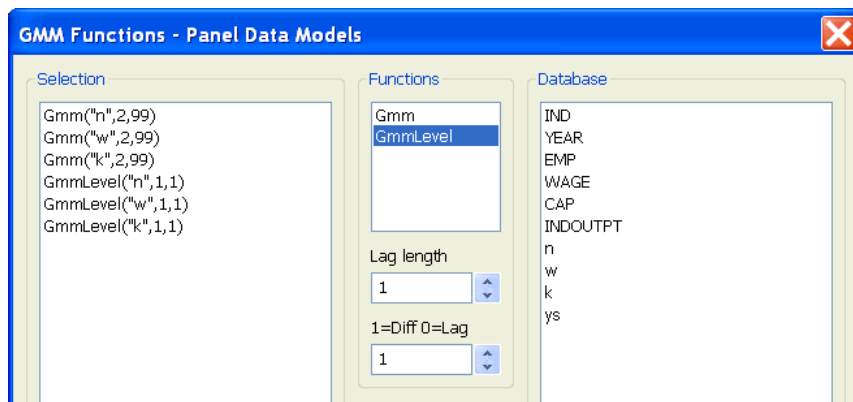 GMM Functions - Panel Data Models
Selection
Gmm("n",2,99)
Gmm("w",2,99)
Gmm("k",2,99)
GmmLevel("n",1,1)
GmmLevel("w",1,1)
GmmLevel("k",1,1)
Functions
Gmm
GmmLevel
Lag length
1
1=Diff 0=Lag
1
Database
IND
YEAR
EMP
WAGE
CAP
INDOUTPT
n
w
k
ys